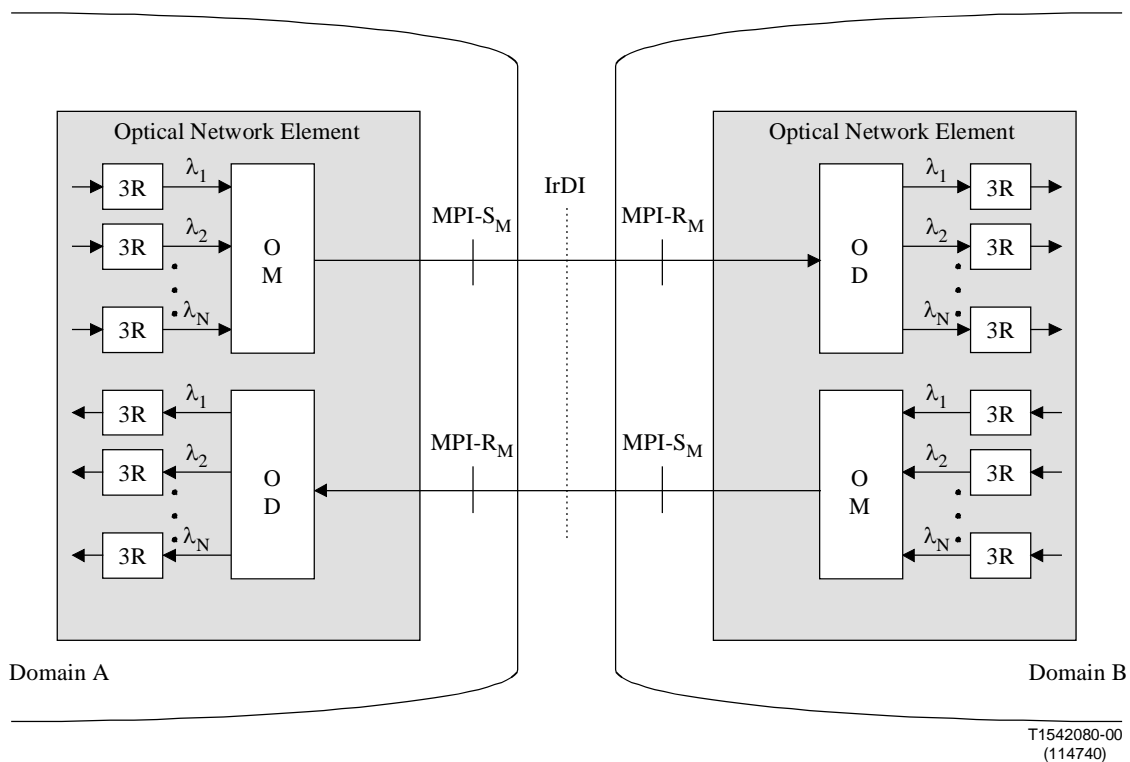 Optical Network Element
3R
λ1
3R
λ2
3R
λN
O
M
3R
λ1
3R
λ2
3R
λN
O
D
MPI-SM
IrDI
MPI-RM
MPI-RM
MPI-SM
Optical Network Element
O
D
λ1
3R
λ2
3R
λN
3R
O
M
λ1
3R
λ2
3R
λN
3R
Domain A
Domain B
T1542080-00
(114740)